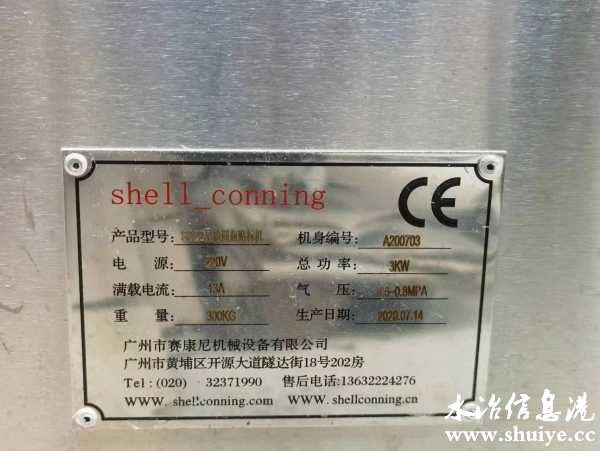 shell_conning
CE
产品型号: 机身编号: A200703
电 源: 220V 总 功 率: 3KW
满载电流: 13A 气 压: -0.8MPA
重 量: 300KG 生产日期: 2020.07.14
广州市赛康尼机械设备有限公司
广州市黄埔区开源大道隧达街18号202房
Tel:(020) 32371990 售后电话:13632224276
WWW.shellconning.com WWW.shellconning.cn
水冶信息港
www.shuiye.cc